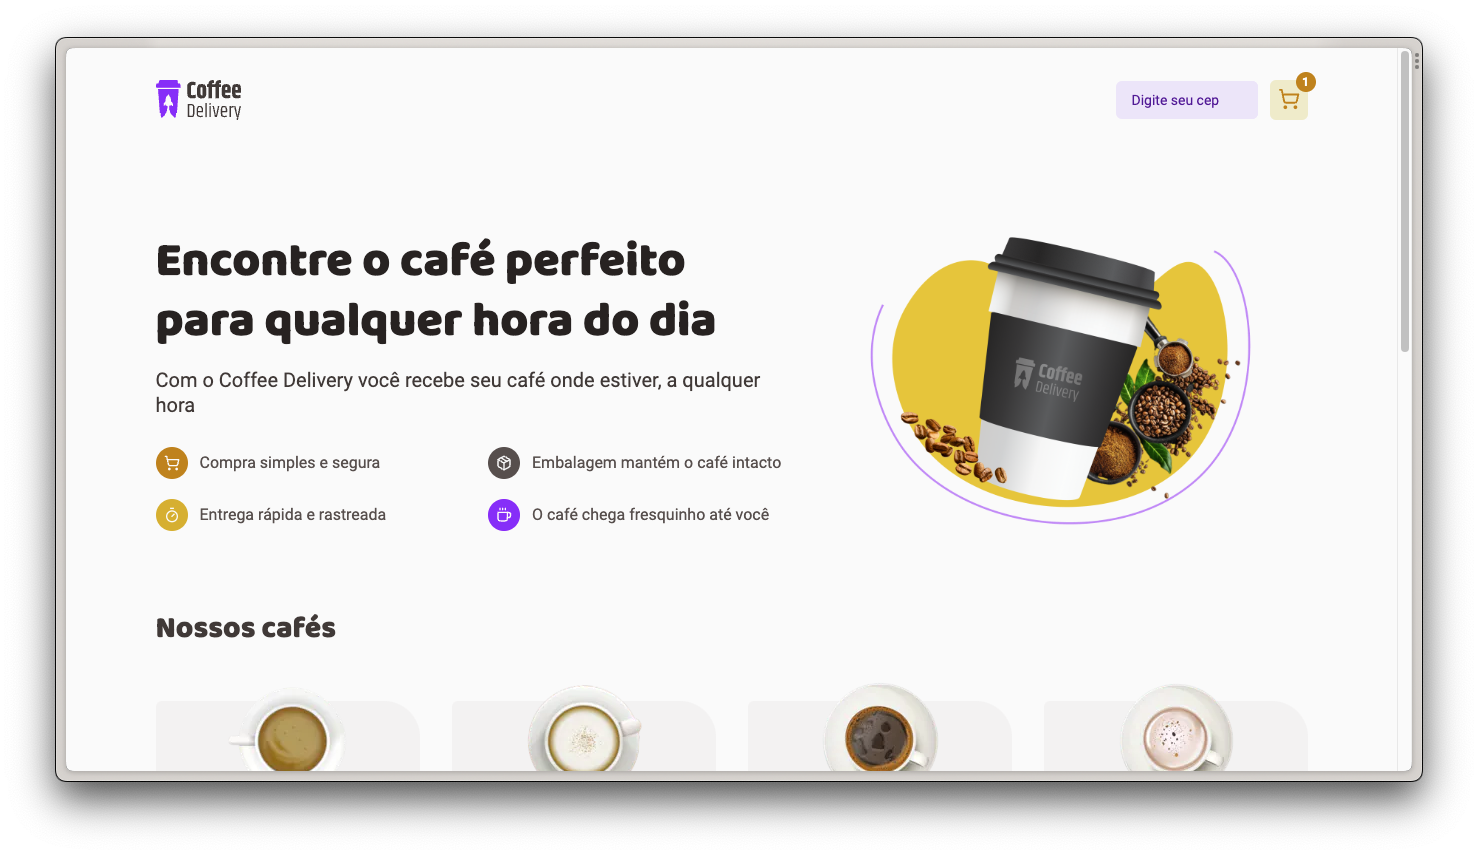 Coffee
Delivery
Digite seu cep
1
Encontre o café perfeito
para qualquer hora do dia
Com o Coffee Delivery você recebe seu café onde estiver, a qualquer
hora
Compra simples e segura
Embalagem mantém o café intacto
Entrega rápida e rastreada
O café chega fresquinho até você
Coffee
Delivery
Nossos cafés